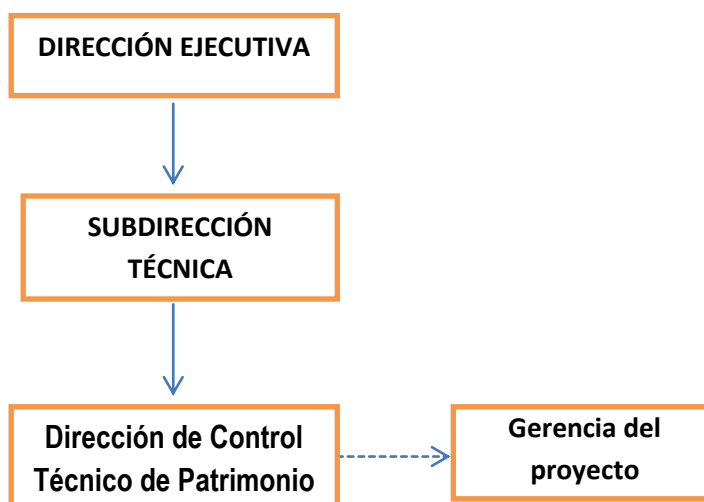 DIRECCIÓN EJECUTIVA
SUBDIRECCIÓN
TÉCNICA
Dirección de Control
Técnico de Patrimonio
Gerencia del
proyecto